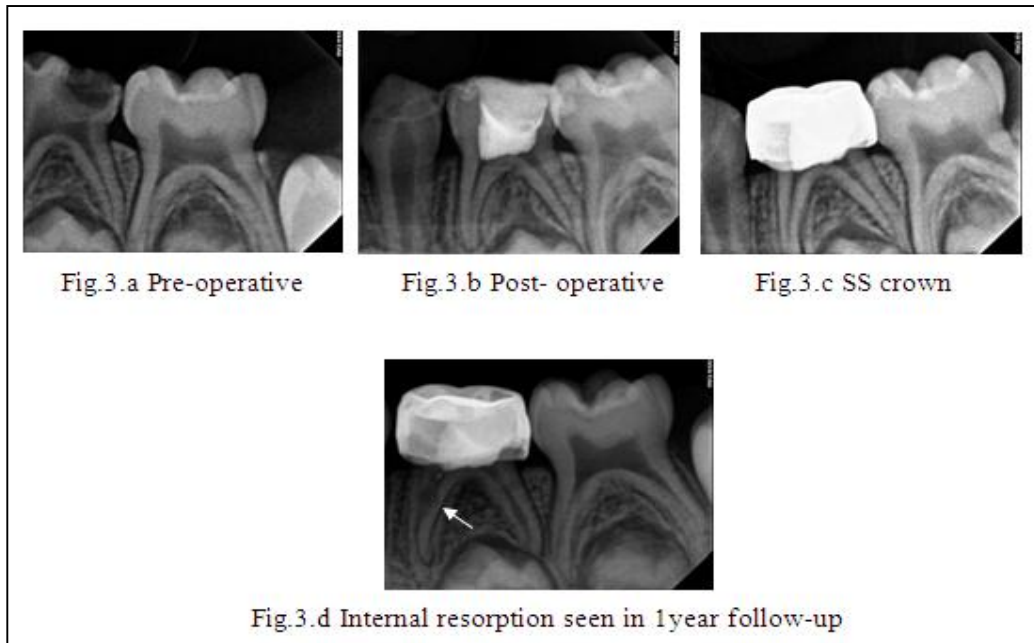 Fig.3.a Pre-operative
Fig.3.b Post- operative
Fig.3.c SS crown
Fig.3.d Internal resorption seen in 1year follow-up